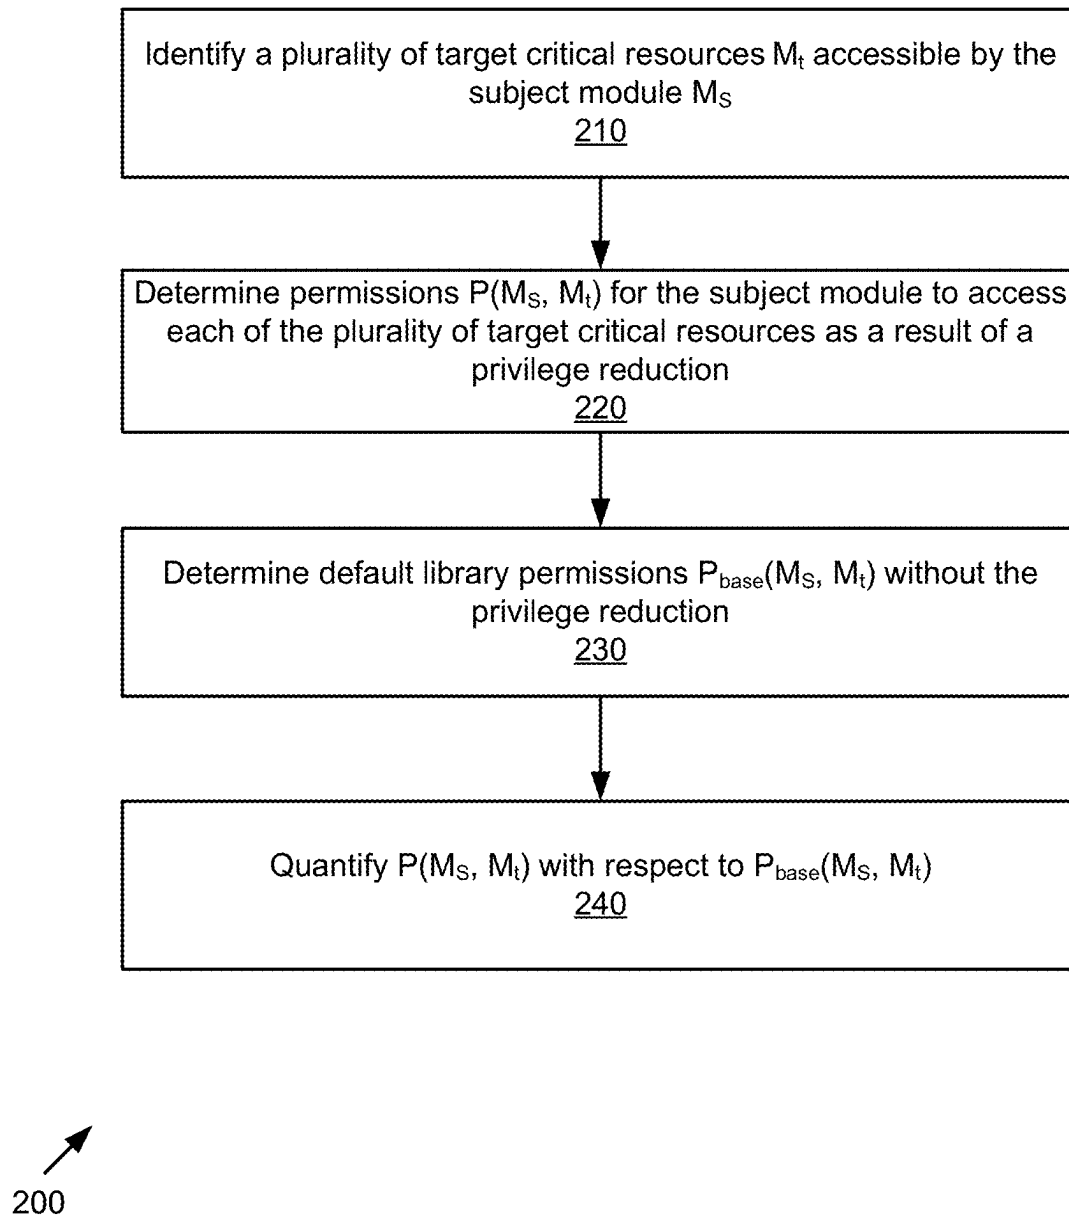 Identify a plurality of target critical resources Mt accessible by the
subject module MS
210
Determine permissions P(MS, Mt) for the subject module to access
each of the plurality of target critical resources as a result of a
privilege reduction
220
Determine default library permissions Pbase(MS, Mt) without the
privilege reduction
230
Quantify P(MS, Mt) with respect to Pbase(MS, Mt)
240
200